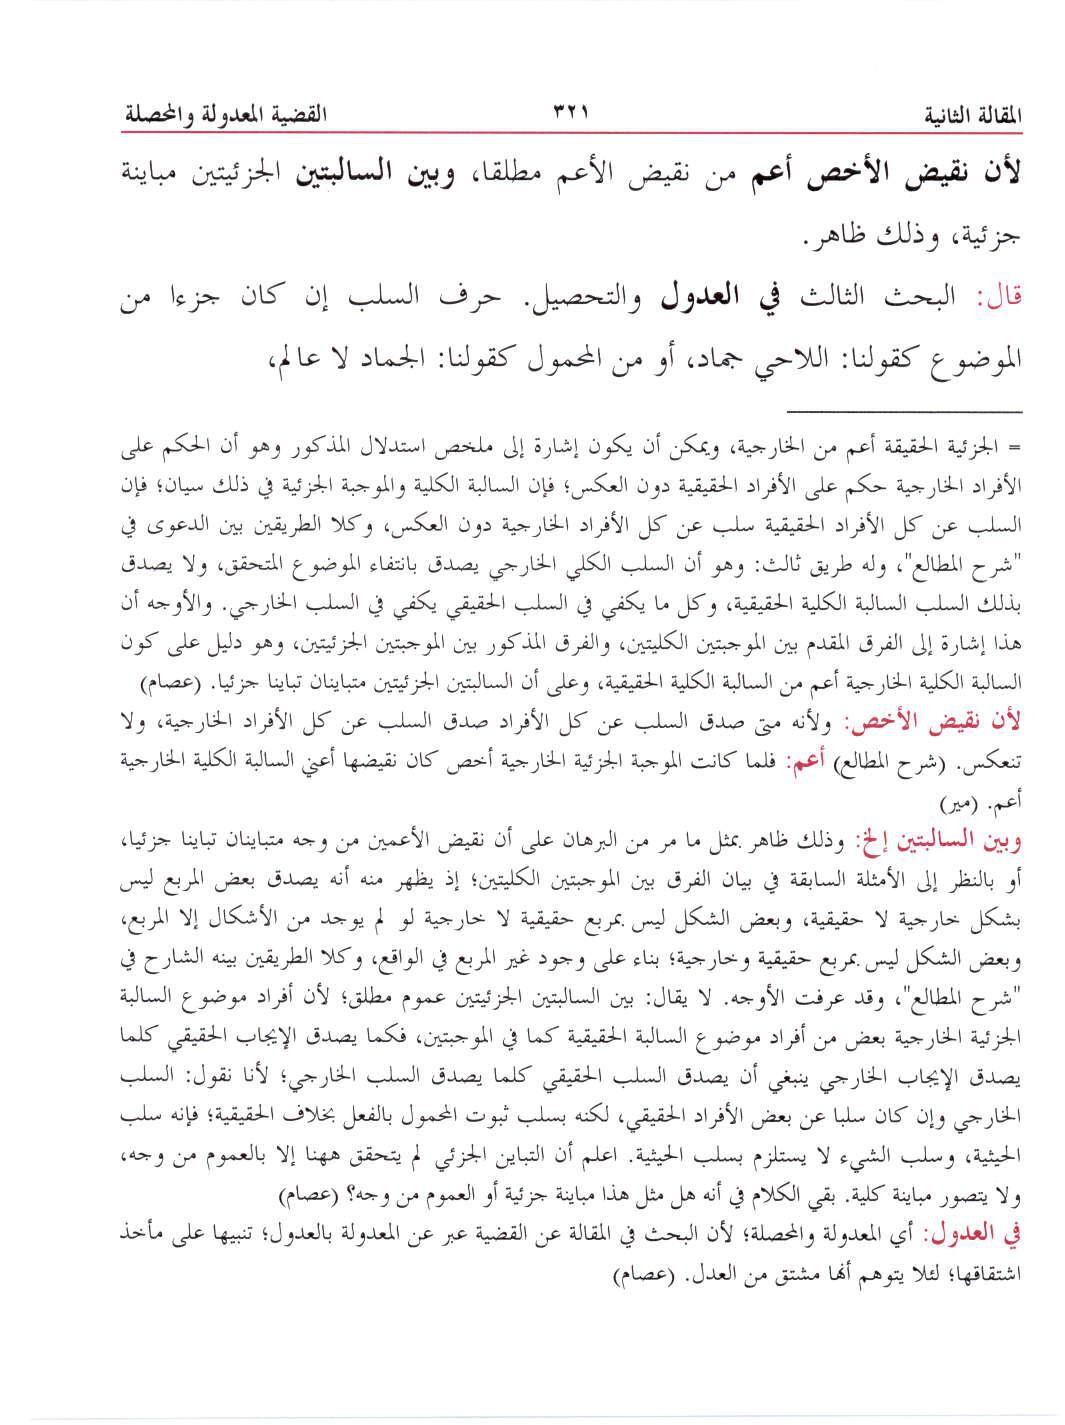 المقالة الثانية ٣٢١ القضية المعدولة والمحصلة
لأن نقيض الأخص أعم من نقيض الأعم مطلقا، وبين السالبتين الجزئيتين مباينة
جزئية، وذلك ظاهر.
قال: البحث الثالث في العدول والتحصيل. حرف السلب إن كان جزءا من
الموضوع كقولنا: اللاحي جماد، أو من المحمول كقولنا: الجماد لا عالم،
= الجزئية الحقيقة أعم من الخارجية، ويمكن أن يكون إشارة إلى ملخص استدلال المذكور وهو أن الحكم على
الأفراد الخارجية حكم على الأفراد الحقيقية دون العكس؛ فإن السالبة الكلية والموجبة الجزئية في ذلك سيان؛ فإن
السلب عن كل الأفراد الحقيقية سلب عن كل الأفراد الخارجية دون العكس، وكلا الطريقين بين الدعوى في
"شرح المطالع"، وله طريق ثالث: وهو أن السلب الكلي الخارجي يصدق بانتفاء الموضوع المتحقق، ولا يصدق
بذلك السلب السالبة الكلية الحقيقية، وكل ما يكفي في السلب الحقيقي يكفي في السلب الخارجي. والأوجه أن
هذا إشارة إلى الفرق المقدم بين الموجبتين الكليتين، والفرق المذكور بين الموجبتين الجزئيتين، وهو دليل على كون
السالبة الكلية الخارجية أعم من السالبة الكلية الحقيقية، وعلى أن السالبتين الجزئيتين متباينان تباينا جزئيا. (عصام)
لأن نقيض الأخص: ولأنه متى صدق السلب عن كل الأفراد صدق السلب عن كل الأفراد الخارجية، ولا
تنعكس. (شرح المطالع) أعم: فلما كانت الموجبة الجزئية الخارجية أخص كان نقيضها أعني السالبة الكلية الخارجية
أعم. (مير)
وبين السالبتين إلخ: وذلك ظاهر بمثل ما مر من البرهان على أن نقيض الأعمين من وجه متباينان تباينا جزئيا،
أو بالنظر إلى الأمثلة السابقة في بيان الفرق بين الموجبتين الكليتين؛ إذ يظهر منه أنه يصدق بعض المربع ليس
بشكل خارجية لا حقيقية، وبعض الشكل ليس بمربع حقيقية لا خارجية لو لم يوجد من الأشكال إلا المربع،
وبعض الشكل ليس بمربع حقيقية وخارجية؛ بناء على وجود غير المربع في الواقع، وكلا الطريقين بينه الشارح في
"شرح المطالع"، وقد عرفت الأوجه. لا يقال: بين السالبتين الجزئيتين عموم مطلق؛ لأن أفراد موضوع السالبة
الجزئية الخارجية بعض من أفراد موضوع السالبة الحقيقية كما في الموجبتين، فكما يصدق الإيجاب الحقيقي كلما
يصدق الإيجاب الخارجي ينبغي أن يصدق السلب الحقيقي كلما يصدق السلب الخارجي؛ لأنا نقول: السلب
الخارجي وإن كان سلبا عن بعض الأفراد الحقيقي، لكنه بسلب ثبوت المحمول بالفعل بخلاف الحقيقية؛ فإنه سلب
الحيثية، وسلب الشيء لا يستلزم بسلب الحيثية. اعلم أن التباين الجزئي لم يتحقق ههنا إلا بالعموم من وجه،
ولا يتصور مباينة كلية. بقي الكلام في أنه هل مثل هذا مباينة جزئية أو العموم من وجه؟ (عصام)
في العدول: أي المعدولة والمحصلة؛ لأن البحث في المقالة عن القضية عبر عن المعدولة بالعدول؛ تنبيها على مأخذ
اشتقاقها؛ لئلا يتوهم أنها مشتق من العدل. (عصام)